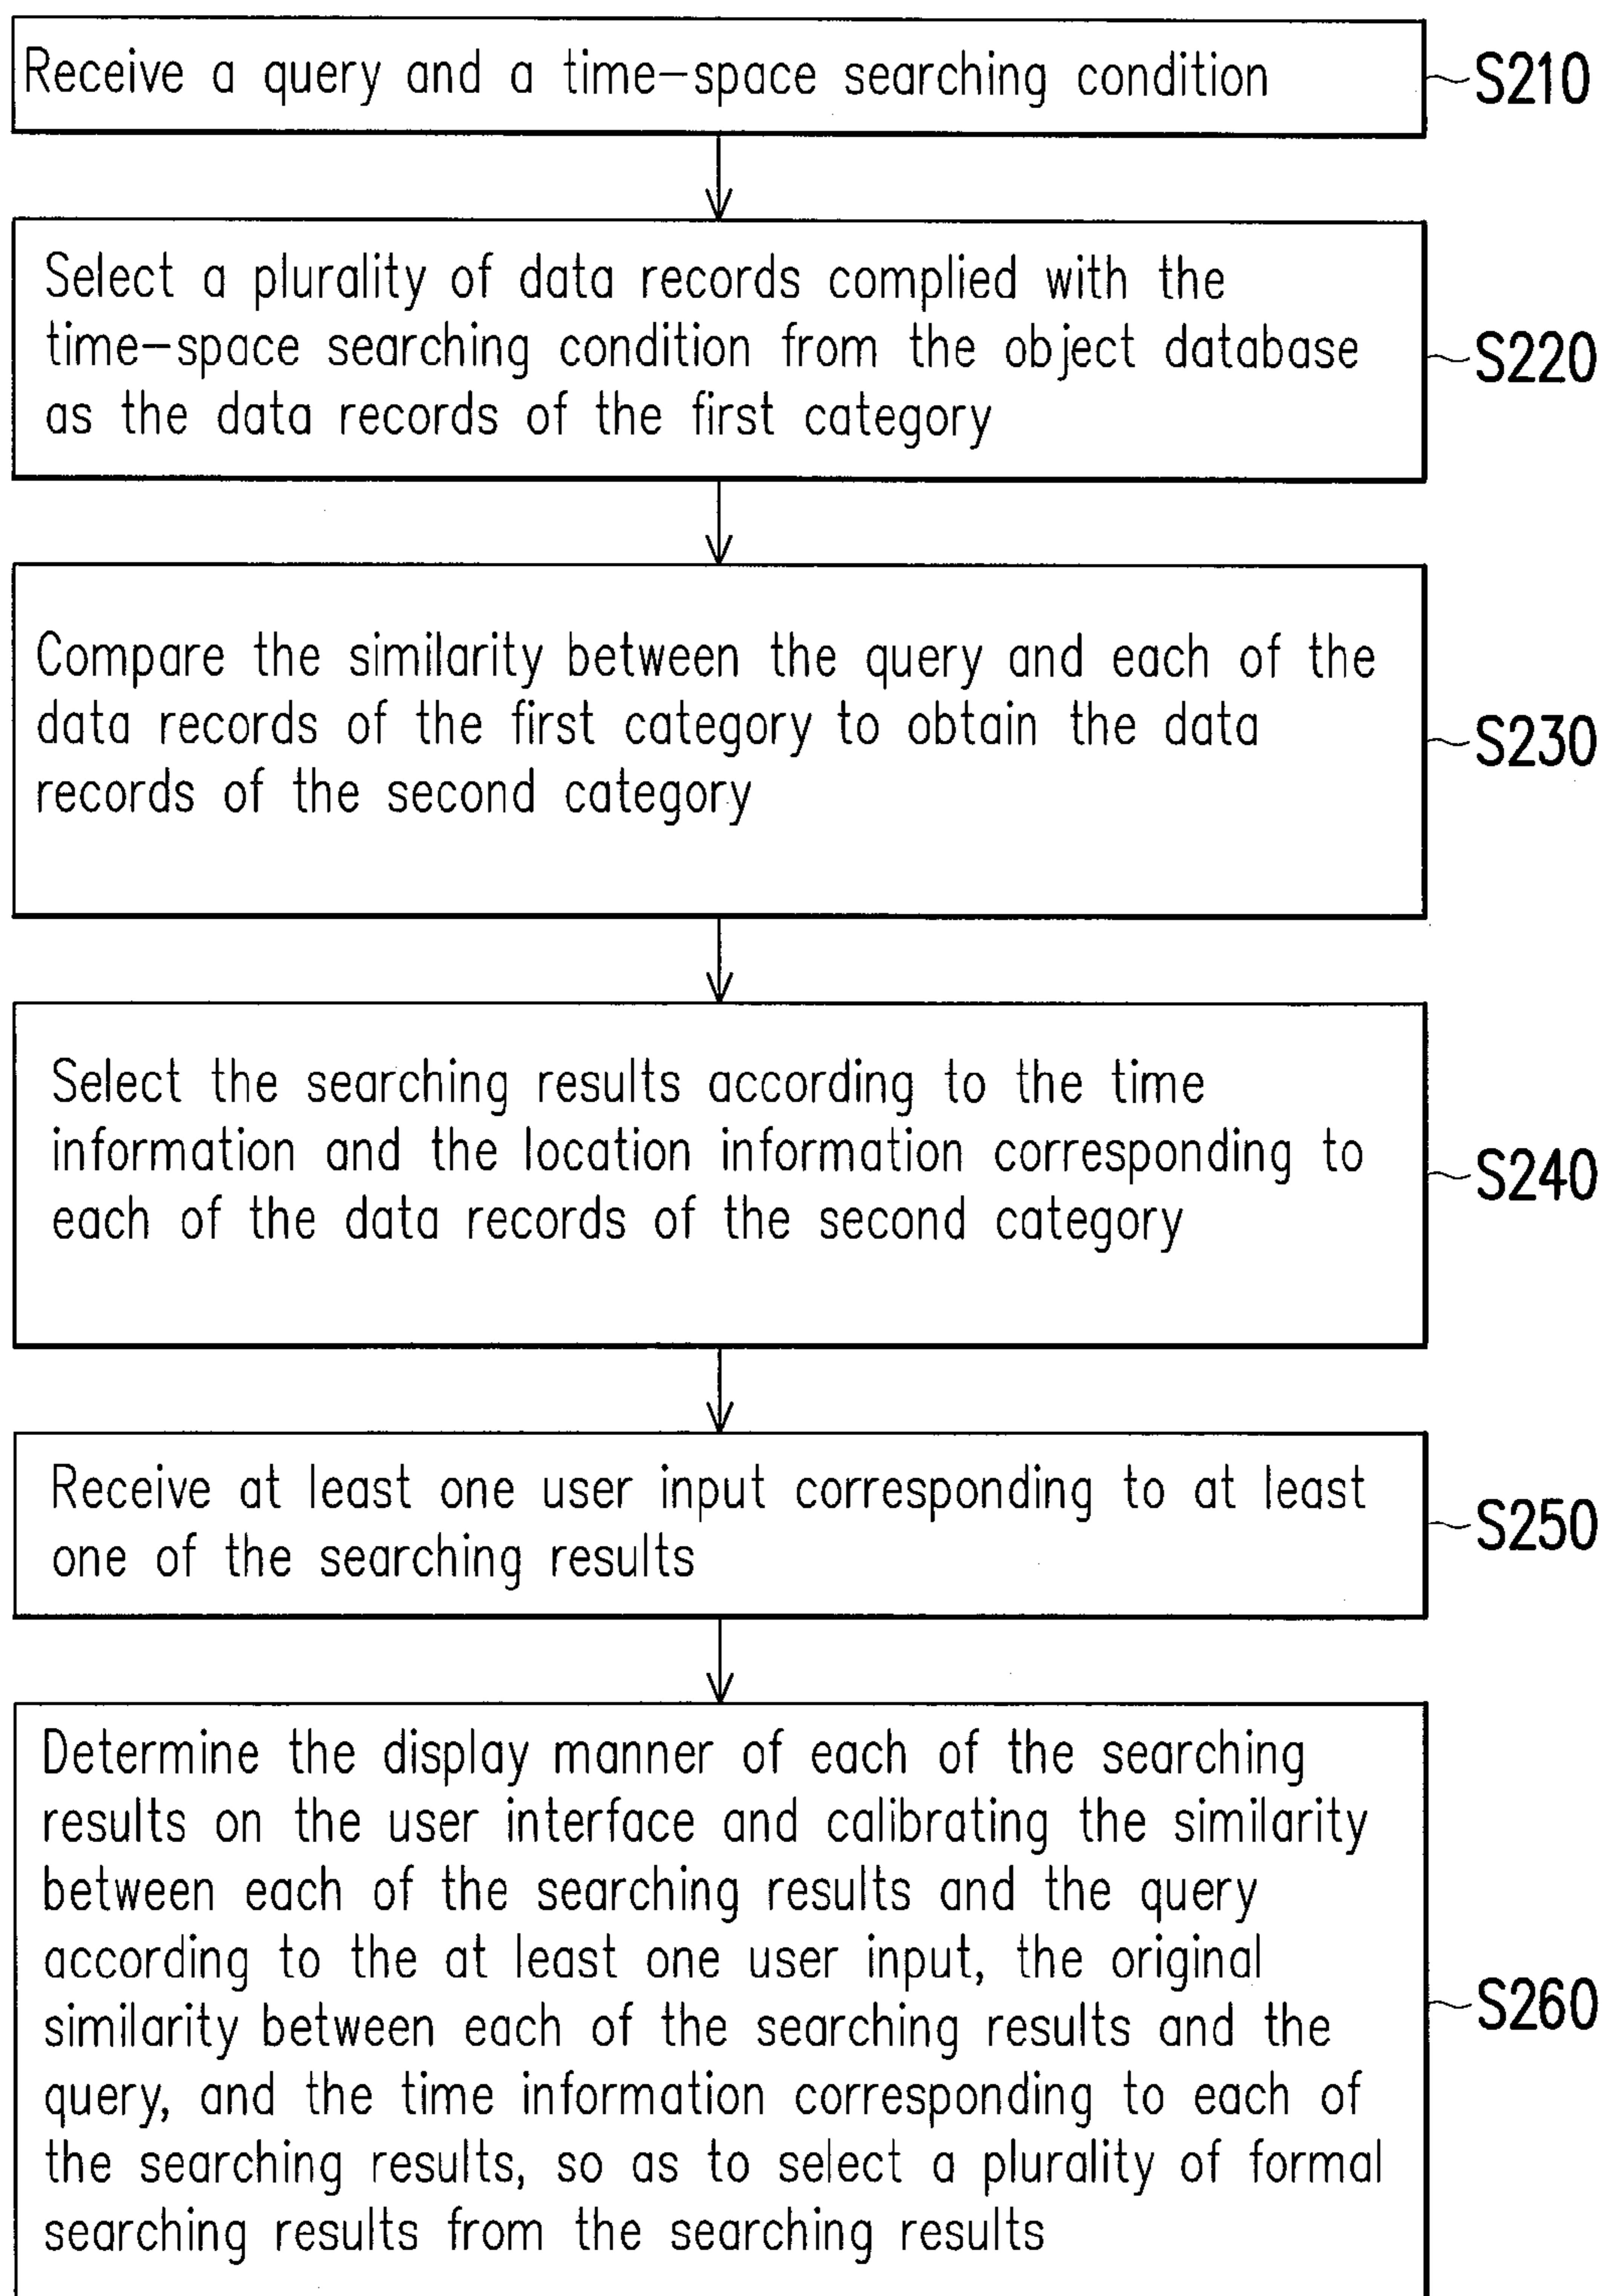 Receive a query and a time-space searching condition
S210
Select a plurality of data records complied with the
time-space searching condition from the object database
as the data records of the first category
S220
Compare the similarity between the query and each of the
data records of the first category to obtain the data
records of the second category
S230
Select the searching results according to the time
information and the location information corresponding to
each of the data records of the second category
S240
Receive at least one user input corresponding to at least
one of the searching results
S250
Determine the display manner of each of the searching
results on the user interface and calibrating the similarity
between each of the searching results and the query
according to the at least one user input, the original
similarity between each of the searching results and the
query, and the time information corresponding to each of
the searching results, so as to select a plurality of formal
searching results from the searching results
S260